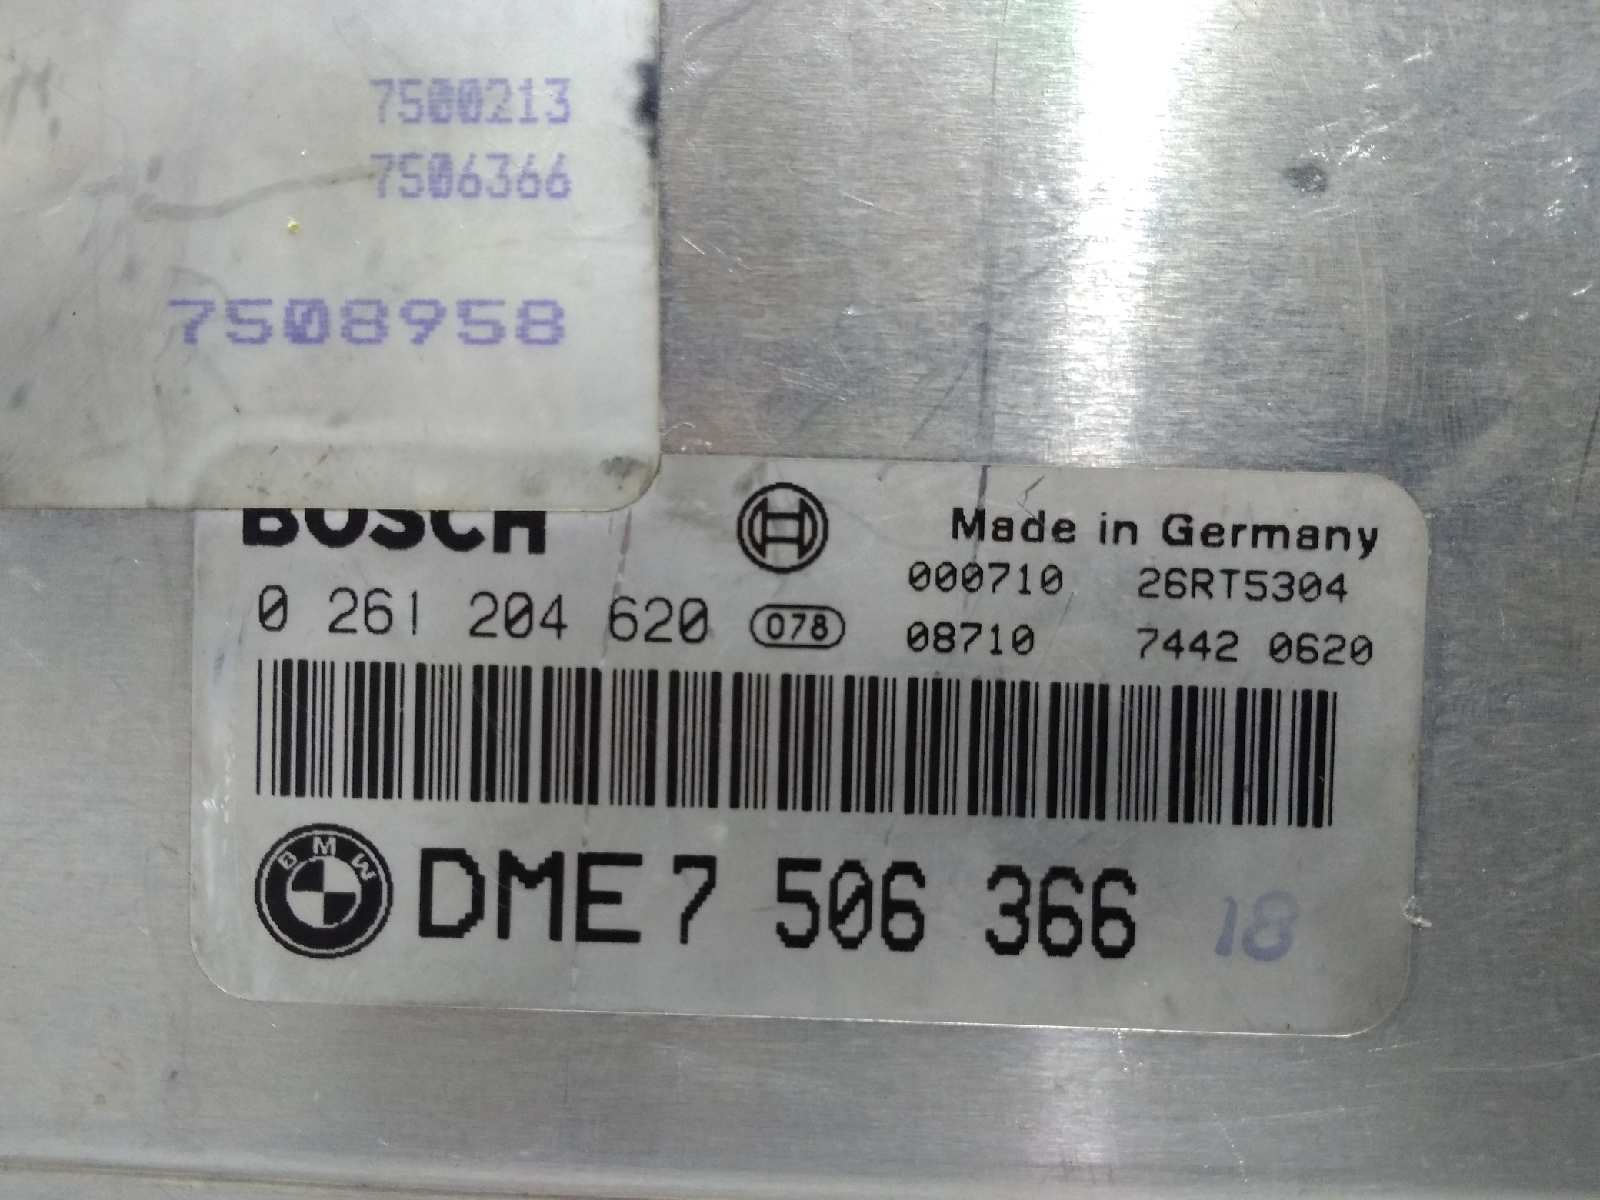 7500213
7506366
7508958
BOSCH
Made in Germany
000710 26RT5304
0 261 204 620 078 08710 7442 0620
BMW DME 7 506 366 18